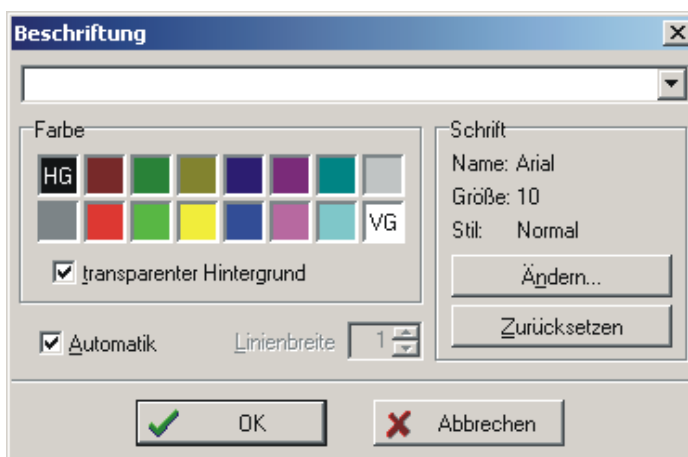 Beschriftung
Farbe
HG
VG
transparenter Hintergrund
Schrift
Name: Arial
Größe: 10
Stil: Normal
Ändern...
Zurücksetzen
Automatik
Linienbreite 1
OK
Abbrechen